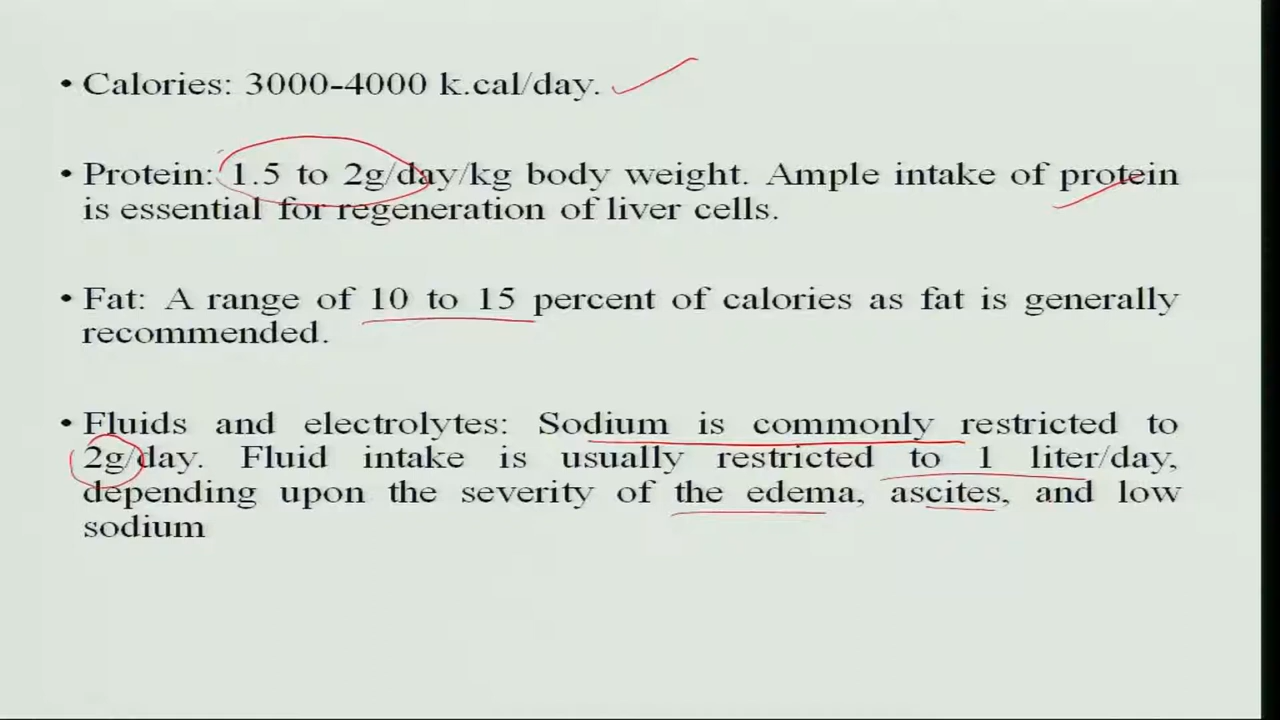 • Calories: 3000-4000 k.cal/day.
• Protein: 1.5 to 2g/day/kg body weight. Ample intake of protein
is essential for regeneration of liver cells.
• Fat: A range of 10 to 15 percent of calories as fat is generally
recommended.
• Fluids and electrolytes: Sodium is commonly restricted to
2g/day. Fluid intake is usually restricted to 1 liter/day,
depending upon the severity of the edema, ascites, and low
sodium